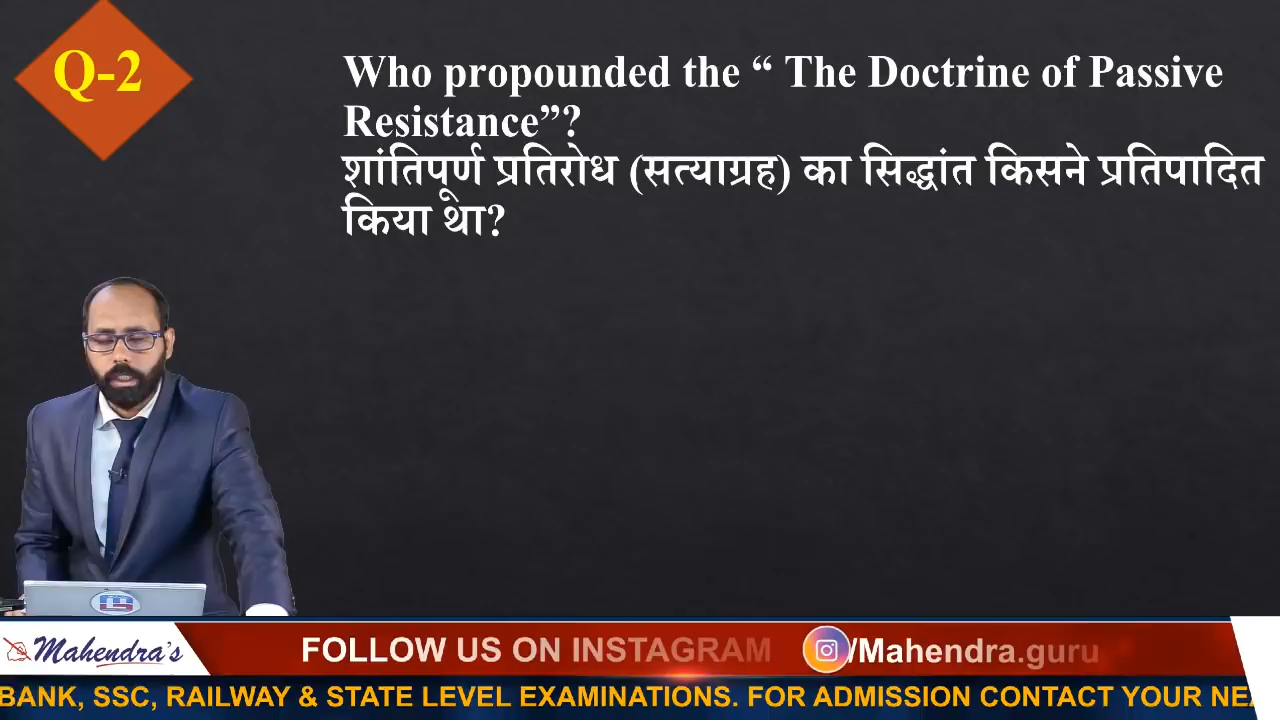 Q-2
Who propounded the “ The Doctrine of Passive
Resistance”?
शांतिपूर्ण प्रतिरोध (सत्याग्रह) का सिद्धांत किसने प्रतिपादित
किया था?
Mahendra's
FOLLOW US ON INSTAGRAM
/Mahendra.guru
BANK, SSC, RAILWAY & STATE LEVEL EXAMINATIONS. FOR ADMISSION CONTACT YOUR